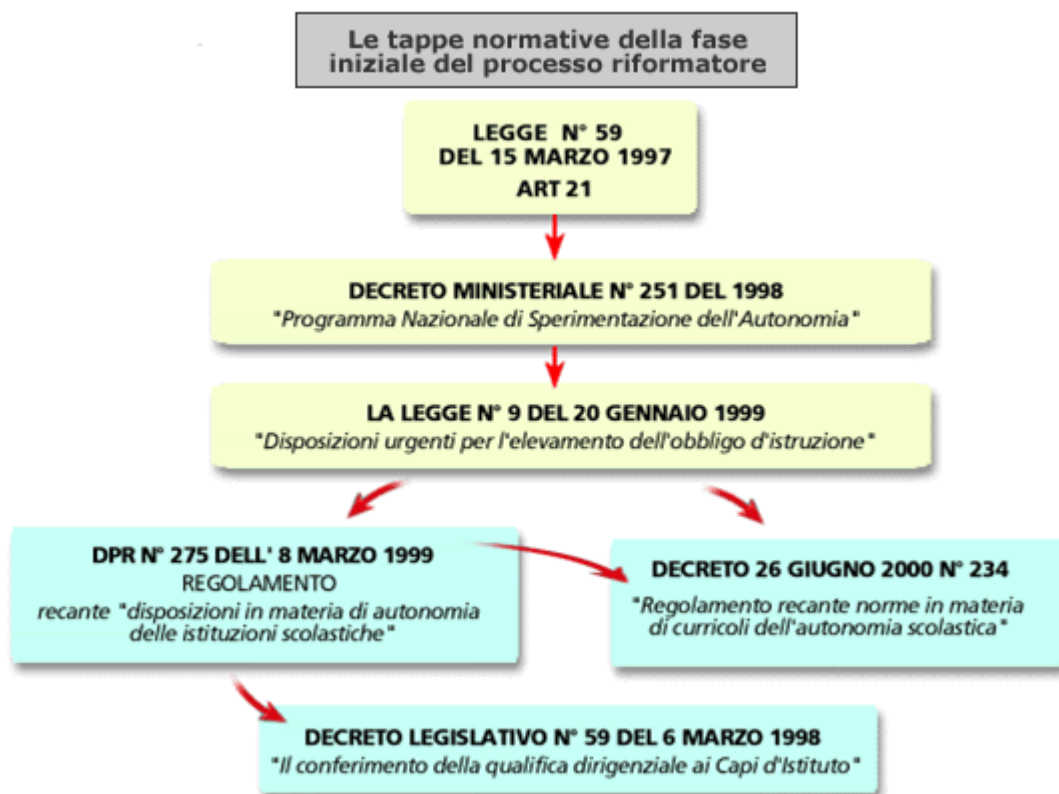 Le tappe normative della fase
iniziale del processo riformatore
LEGGE N° 59
DEL 15 MARZO 1997
ART 21
DECRETO MINISTERIALE N° 251 DEL 1998
"Programma Nazionale di Sperimentazione dell'Autonomia"
LA LEGGE N° 9 DEL 20 GENNAIO 1999
"Disposizioni urgenti per l'elevamento dell'obbligo d'istruzione"
DPR N° 275 DELL' 8 MARZO 1999
REGOLAMENTO
recante "disposizioni in materia di autonomia
delle istituzioni scolastiche"
DECRETO 26 GIUGNO 2000 N° 234
"Regolamento recante norme in materia
di curricoli dell'autonomia scolastica"
DECRETO LEGISLATIVO N° 59 DEL 6 MARZO 1998
"Il conferimento della qualifica dirigenziale ai Capi d'Istituto"